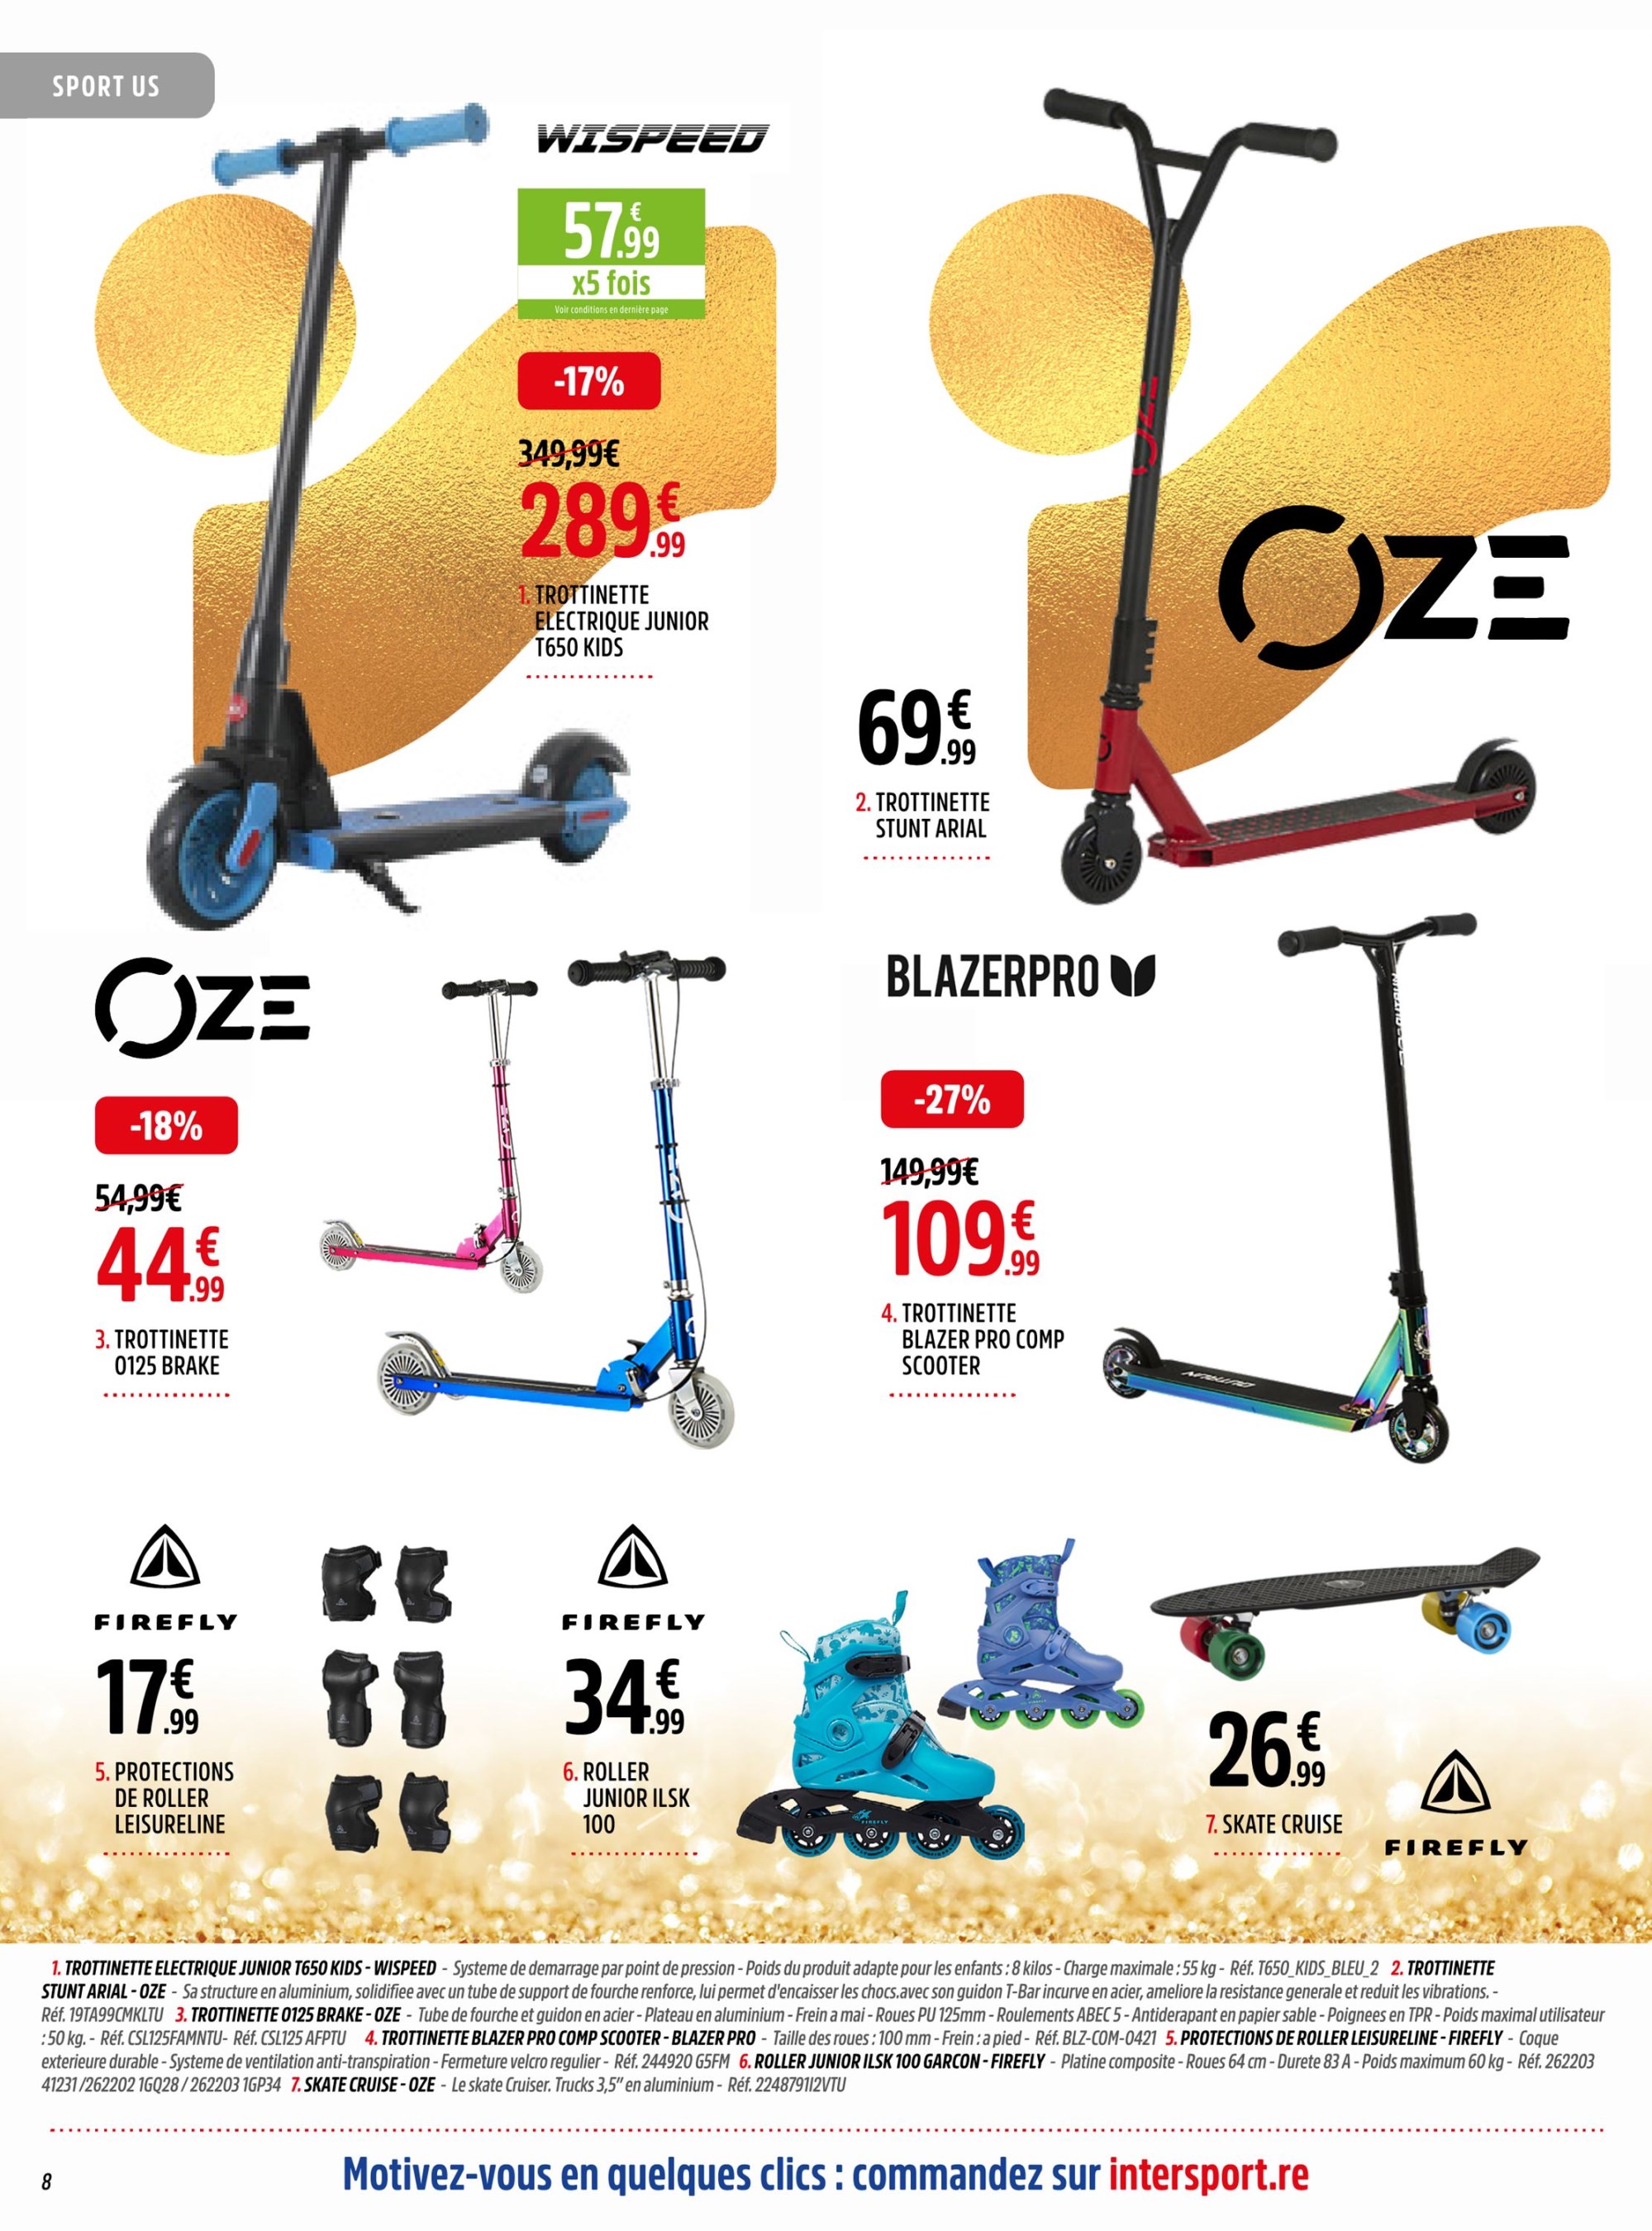 SPORT US
WISPEED
57€.99
x5 fois
Voir conditions en dernière page
-17%
349,99€
289€.99
1. TROTTINETTE
ELECTRIQUE JUNIOR
T650 KIDS
OZE
OZE
69€.99
2. TROTTINETTE
STUNT ARIAL
OZE
-18%
54,99€
44€.99
3. TROTTINETTE
O125 BRAKE
BLAZERPRO
-27%
149,99€
109€.99
4. TROTTINETTE
BLAZER PRO COMP
SCOOTER
OUTRUN
FIREFLY
17€.99
5. PROTECTIONS
DE ROLLER
LEISURELINE
FIREFLY
34€.99
6. ROLLER
JUNIOR ILSK
100
FIREFLY
26€.99
7. SKATE CRUISE
FIREFLY
1. TROTTINETTE ELECTRIQUE JUNIOR T650 KIDS - WISPEED - Systeme de demarrage par point de pression - Poids du produit adapte pour les enfants : 8 kilos - Charge maximale : 55 kg - Réf. T650_KIDS_BLEU_2 2. TROTTINETTE
STUNT ARIAL - OZE - Sa structure en aluminium, solidifiee avec un tube de support de fourche renforce, lui permet d'encaisser les chocs.avec son guidon T-Bar incurve en acier, ameliore la resistance generale et reduit les vibrations. -
Réf. 19TA99CMKLTU 3. TROTTINETTE O125 BRAKE - OZE - Tube de fourche et guidon en acier - Plateau en aluminium - Frein a mai - Roues PU 125mm - Roulements ABEC 5 - Antiderapant en papier sable - Poignees en TPR - Poids maximal utilisateur
: 50 kg. - Réf. CSL125FAMNTU- Réf. CSL125 AFPTU 4. TROTTINETTE BLAZER PRO COMP SCOOTER - BLAZER PRO - Taille des roues : 100 mm - Frein : a pied - Réf. BLZ-COM-0421 5. PROTECTIONS DE ROLLER LEISURELINE - FIREFLY - Coque
exterieure durable - Systeme de ventilation anti-transpiration - Fermeture velcro regulier - Réf. 244920 G5FM 6. ROLLER JUNIOR ILSK 100 GARCON - FIREFLY - Platine composite - Roues 64 cm - Durete 83 A - Poids maximum 60 kg - Réf. 262203
41231 /262202 1GQ28 / 262203 1GP34 7. SKATE CRUISE - OZE - Le skate Cruiser. Trucks 3,5" en aluminium - Réf. 2248791I2VTU
8
Motivez-vous en quelques clics : commandez sur intersport.re